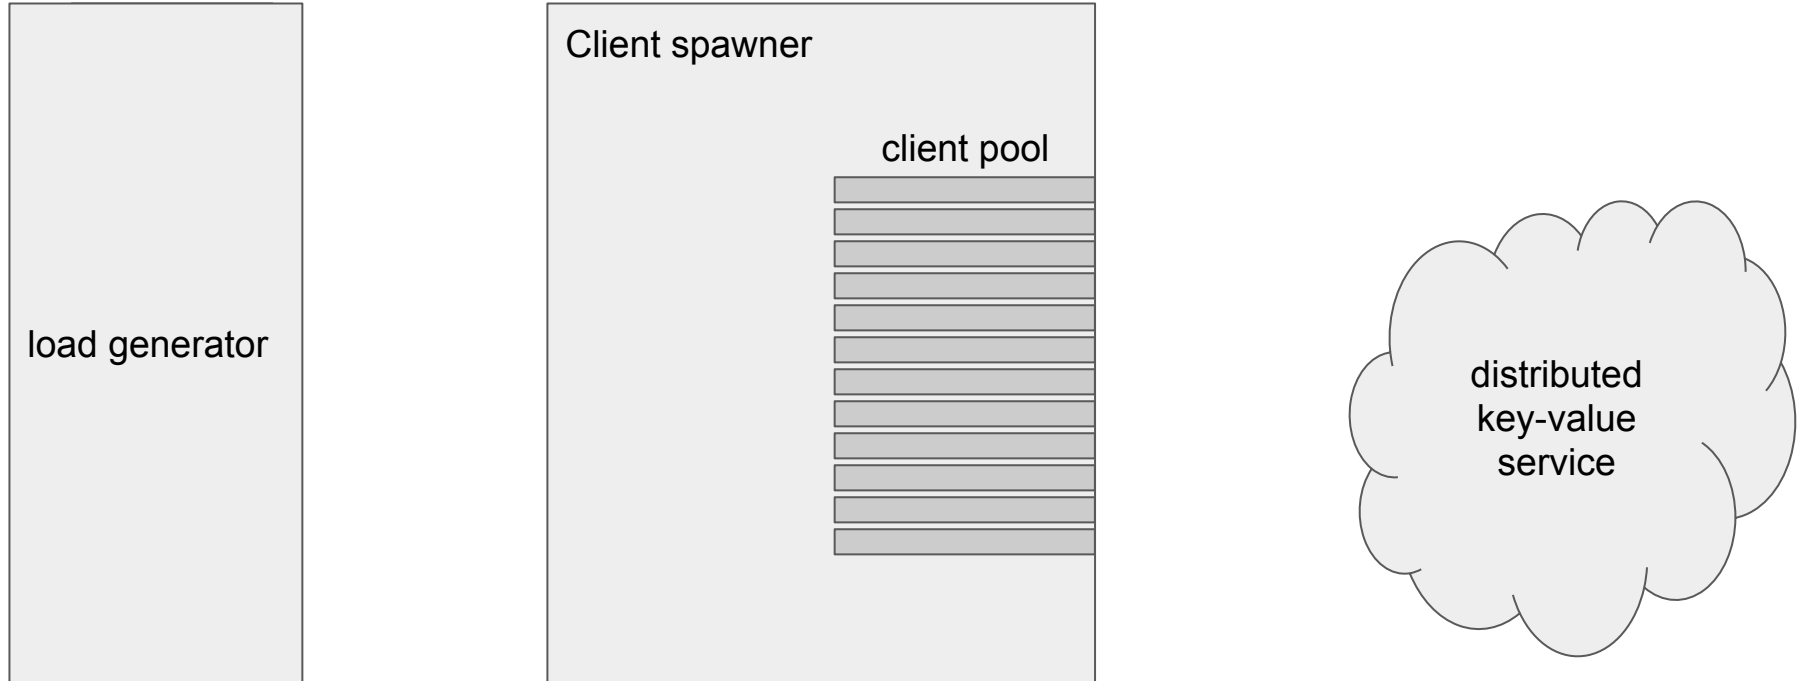 Client spawner
client pool
load generator
distributed
key-value
service